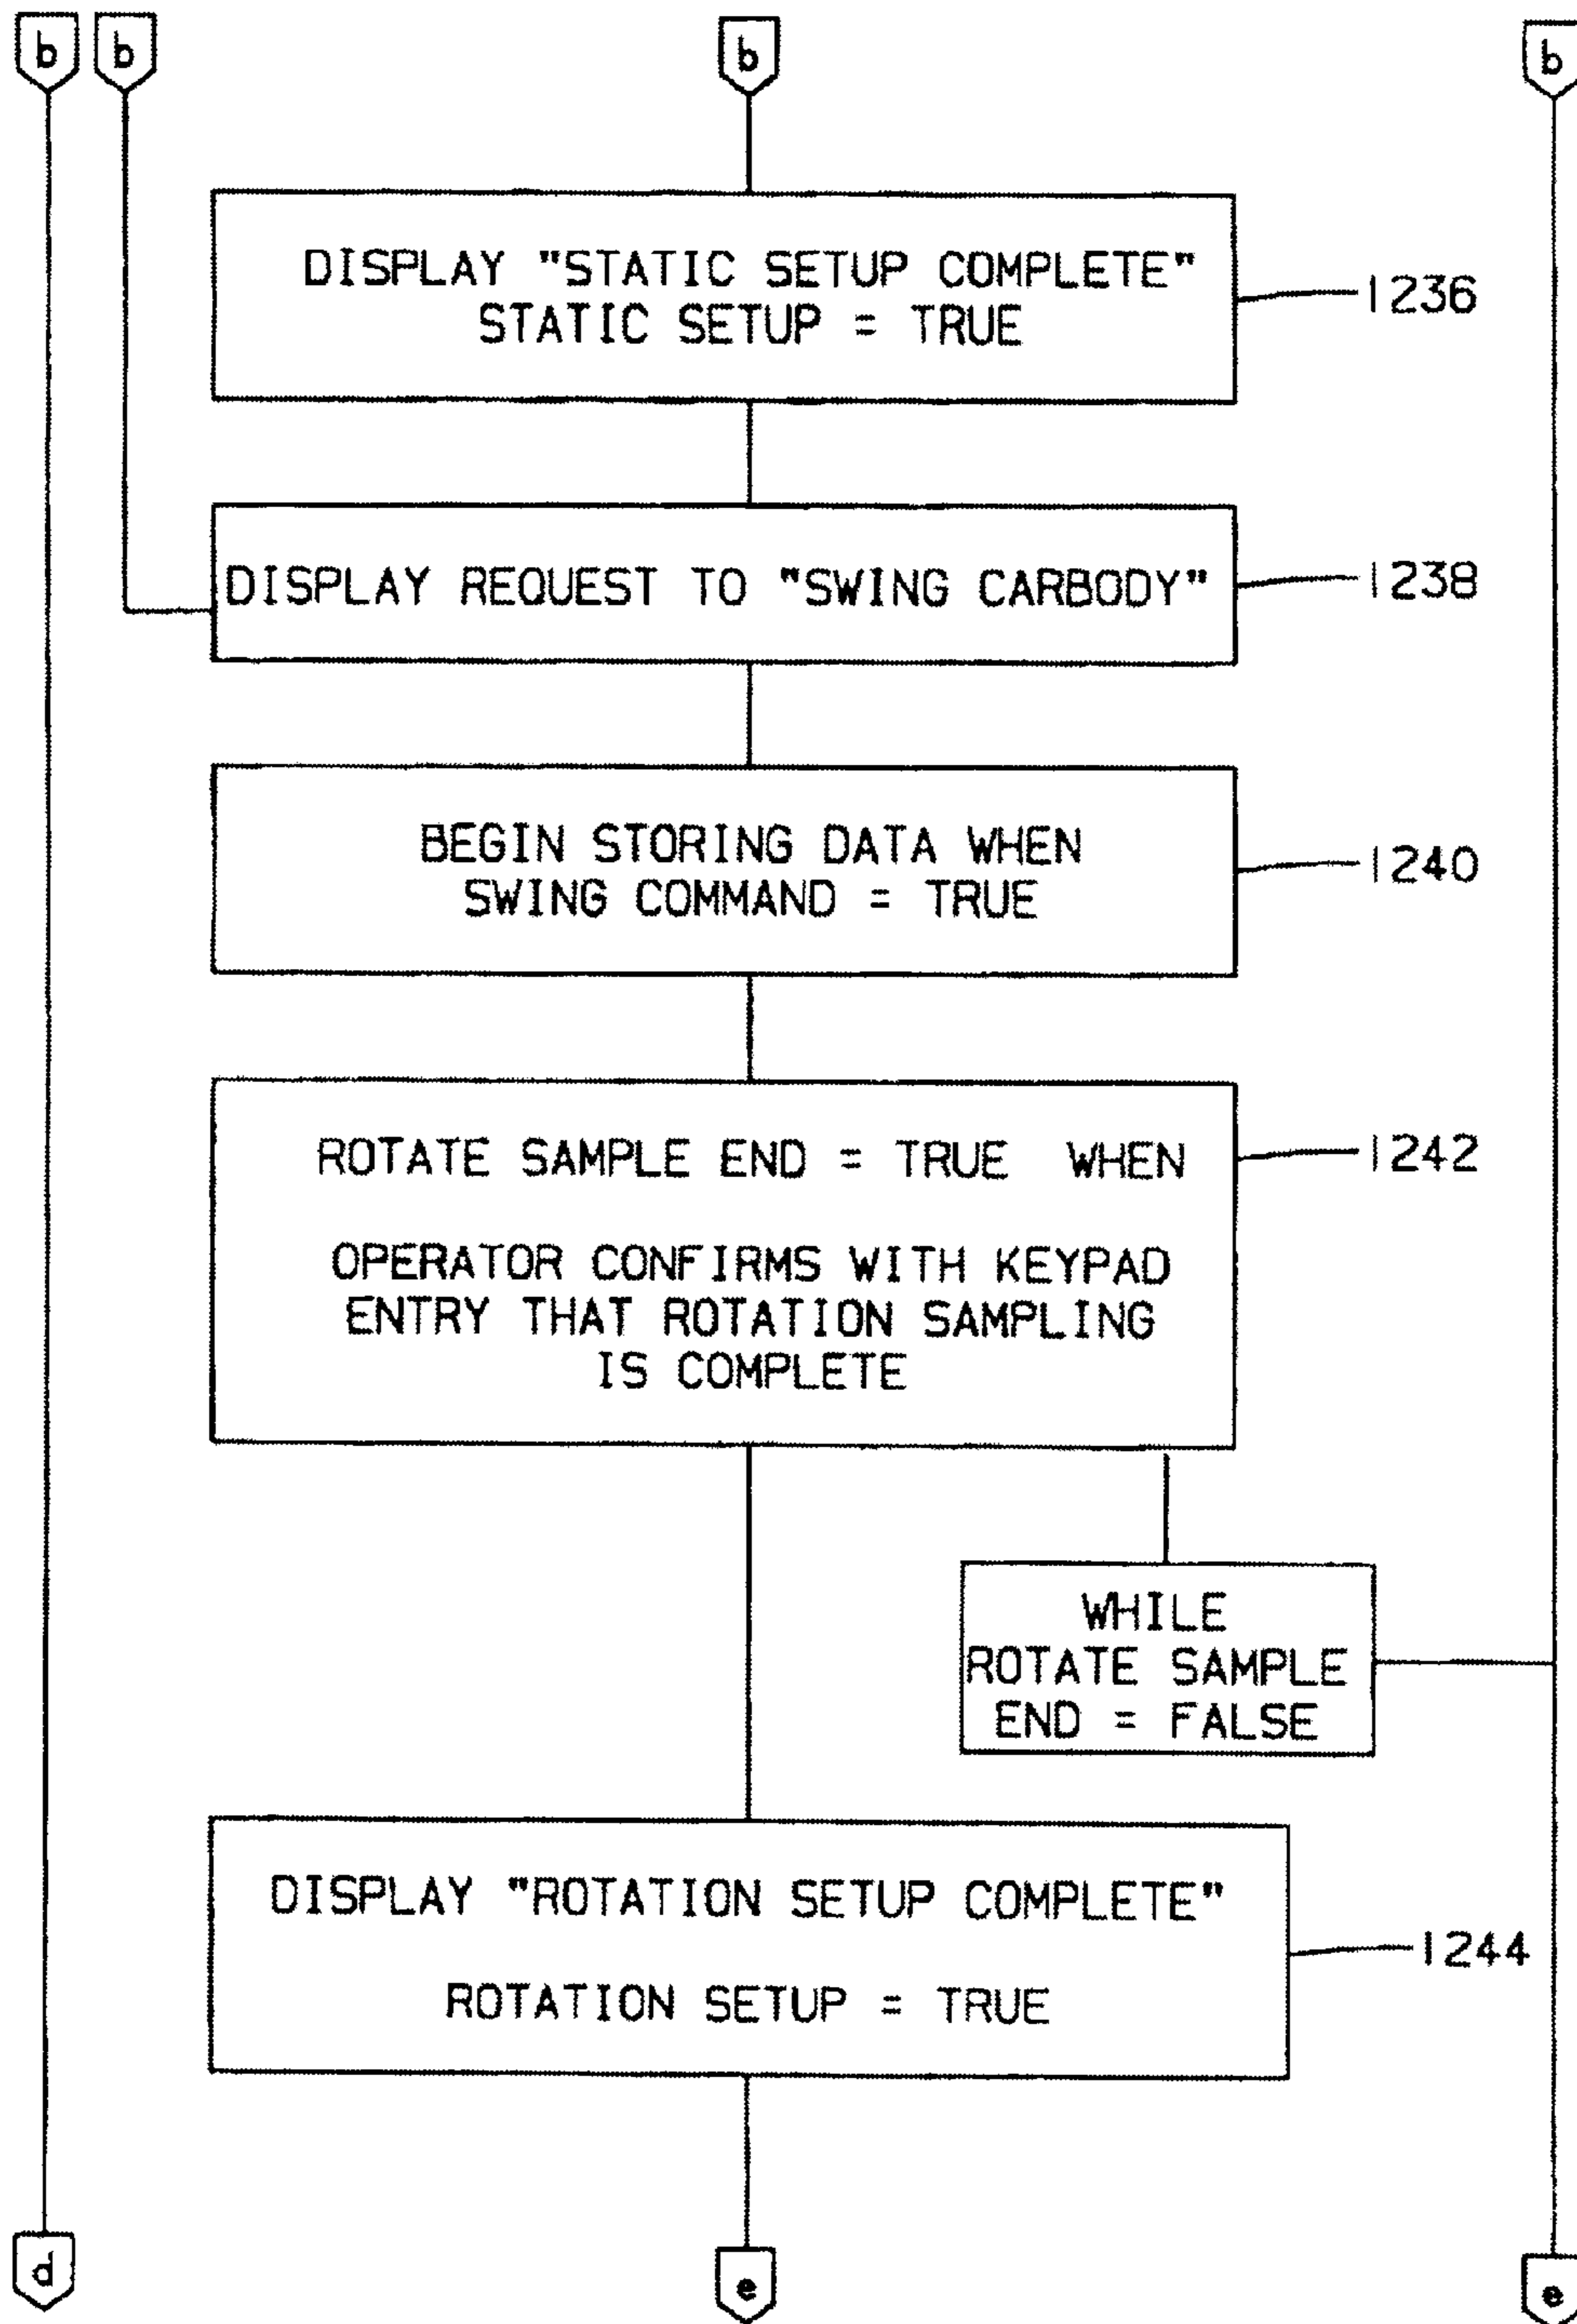 b b b b
DISPLAY "STATIC SETUP COMPLETE"
STATIC SETUP = TRUE
1236
DISPLAY REQUEST TO "SWING CARBODY"
1238
BEGIN STORING DATA WHEN
SWING COMMAND = TRUE
1240
ROTATE SAMPLE END = TRUE WHEN
1242
OPERATOR CONFIRMS WITH KEYPAD
ENTRY THAT ROTATION SAMPLING
IS COMPLETE
WHILE
ROTATE SAMPLE
END = FALSE
DISPLAY "ROTATION SETUP COMPLETE"
1244
ROTATION SETUP = TRUE
d e e